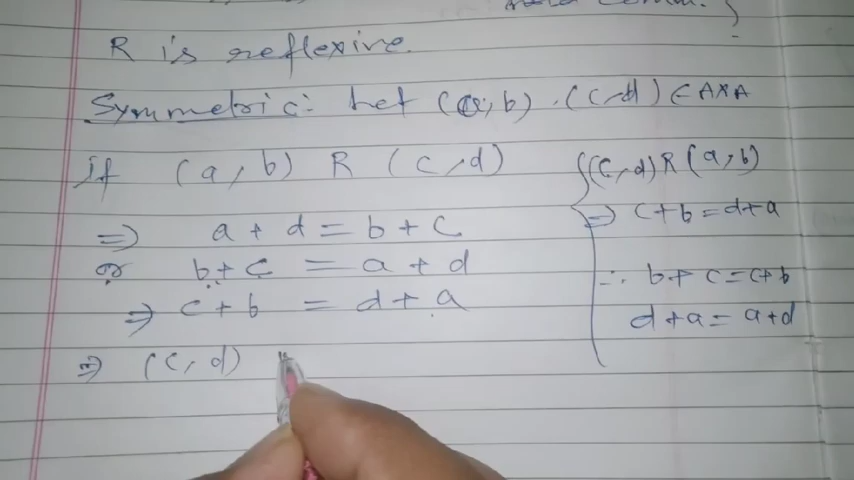 R is reflexive.
Symmetric:- Let (a,b), (c,d) ∈ A×A
if (a,b) R (c,d)
⇒ a + d = b + c
or b + c = a + d
⇒ c + b = d + a
⇒ (c,d)
(c,d) R (a,b)
⇒ c+b = d+a
∴ b + c = c+b
d+a = a+d